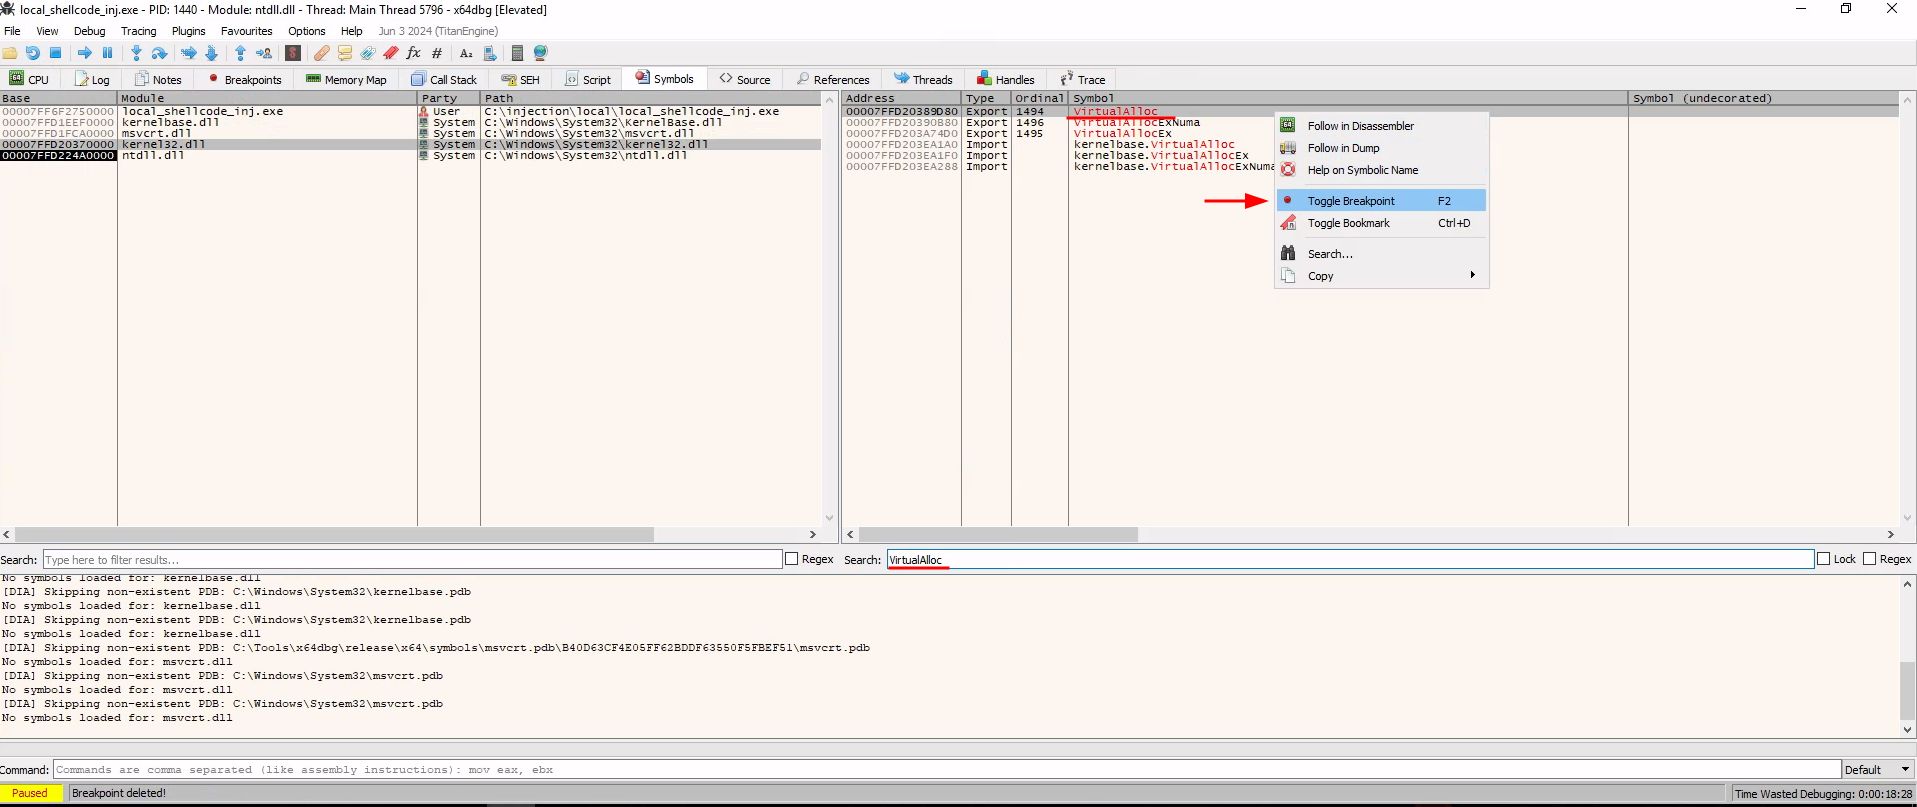 local_shellcode_inj.exe - PID: 1440 - Module: ntdll.dll - Thread: Main Thread 5796 - x64dbg [Elevated]
File View Debug Tracing Plugins Favourites Options Help Jun 3 2024 (TitanEngine)
CPU Log Notes Breakpoints Memory Map Call Stack SEH Script Symbols Source References Threads Handles Trace
Base Module Party Path
00007FF6F2750000 local_shellcode_inj.exe User C:\injection\local\local_shellcode_inj.exe
00007FFD1EEF0000 kernelbase.dll System C:\Windows\System32\KernelBase.dll
00007FFD1FCA0000 msvcrt.dll System C:\Windows\System32\msvcrt.dll
00007FFD20370000 kernel32.dll System C:\Windows\System32\kernel32.dll
00007FFD224A0000 ntdll.dll System C:\Windows\System32\ntdll.dll
Address Type Ordinal Symbol Symbol (undecorated)
00007FFD20389D80 Export 1494 VirtualAlloc
00007FFD20390B80 Export 1496 VirtualAllocExNuma
00007FFD203A74D0 Export 1495 VirtualAllocEx
00007FFD203EA1A0 Import kernelbase.VirtualAlloc
00007FFD203EA1F0 Import kernelbase.VirtualAllocEx
00007FFD203EA288 Import kernelbase.VirtualAllocExNuma
Follow in Disassembler
Follow in Dump
Help on Symbolic Name
Toggle Breakpoint F2
Toggle Bookmark Ctrl+D
Search...
Copy
Search: Type here to filter results... Regex Search: VirtualAlloc Lock Regex
No symbols loaded for: kernelbase.dll
[DIA] Skipping non-existent PDB: C:\Windows\System32\kernelbase.pdb
No symbols loaded for: kernelbase.dll
[DIA] Skipping non-existent PDB: C:\Windows\System32\kernelbase.pdb
No symbols loaded for: kernelbase.dll
[DIA] Skipping non-existent PDB: C:\Tools\x64dbg\release\x64\symbols\msvcrt.pdb\B40D63CF4E05FF62BDDF63550F5FBEF51\msvcrt.pdb
No symbols loaded for: msvcrt.dll
[DIA] Skipping non-existent PDB: C:\Windows\System32\msvcrt.pdb
No symbols loaded for: msvcrt.dll
[DIA] Skipping non-existent PDB: C:\Windows\System32\msvcrt.pdb
No symbols loaded for: msvcrt.dll
Command: Commands are comma separated (like assembly instructions): mov eax, ebx Default
Paused Breakpoint deleted! Time Wasted Debugging: 0:00:18:28